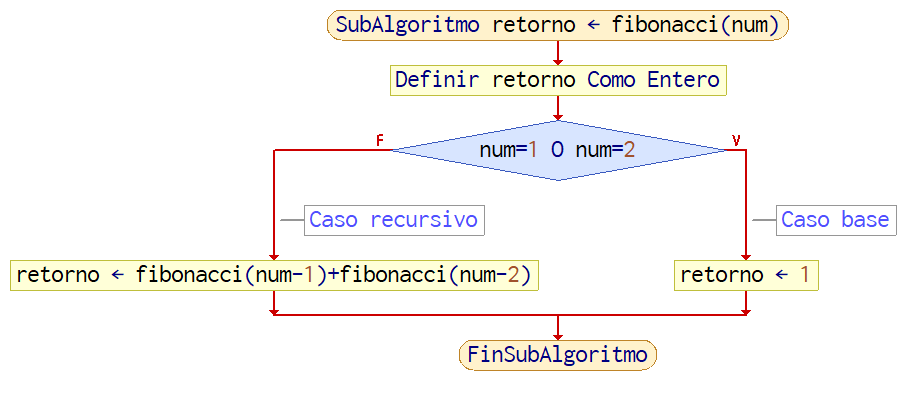 SubAlgoritmo retorno ← fibonacci(num)
Definir retorno Como Entero
F
V
num=1 O num=2
Caso recursivo
Caso base
retorno ← fibonacci(num-1)+fibonacci(num-2)
retorno ← 1
FinSubAlgoritmo